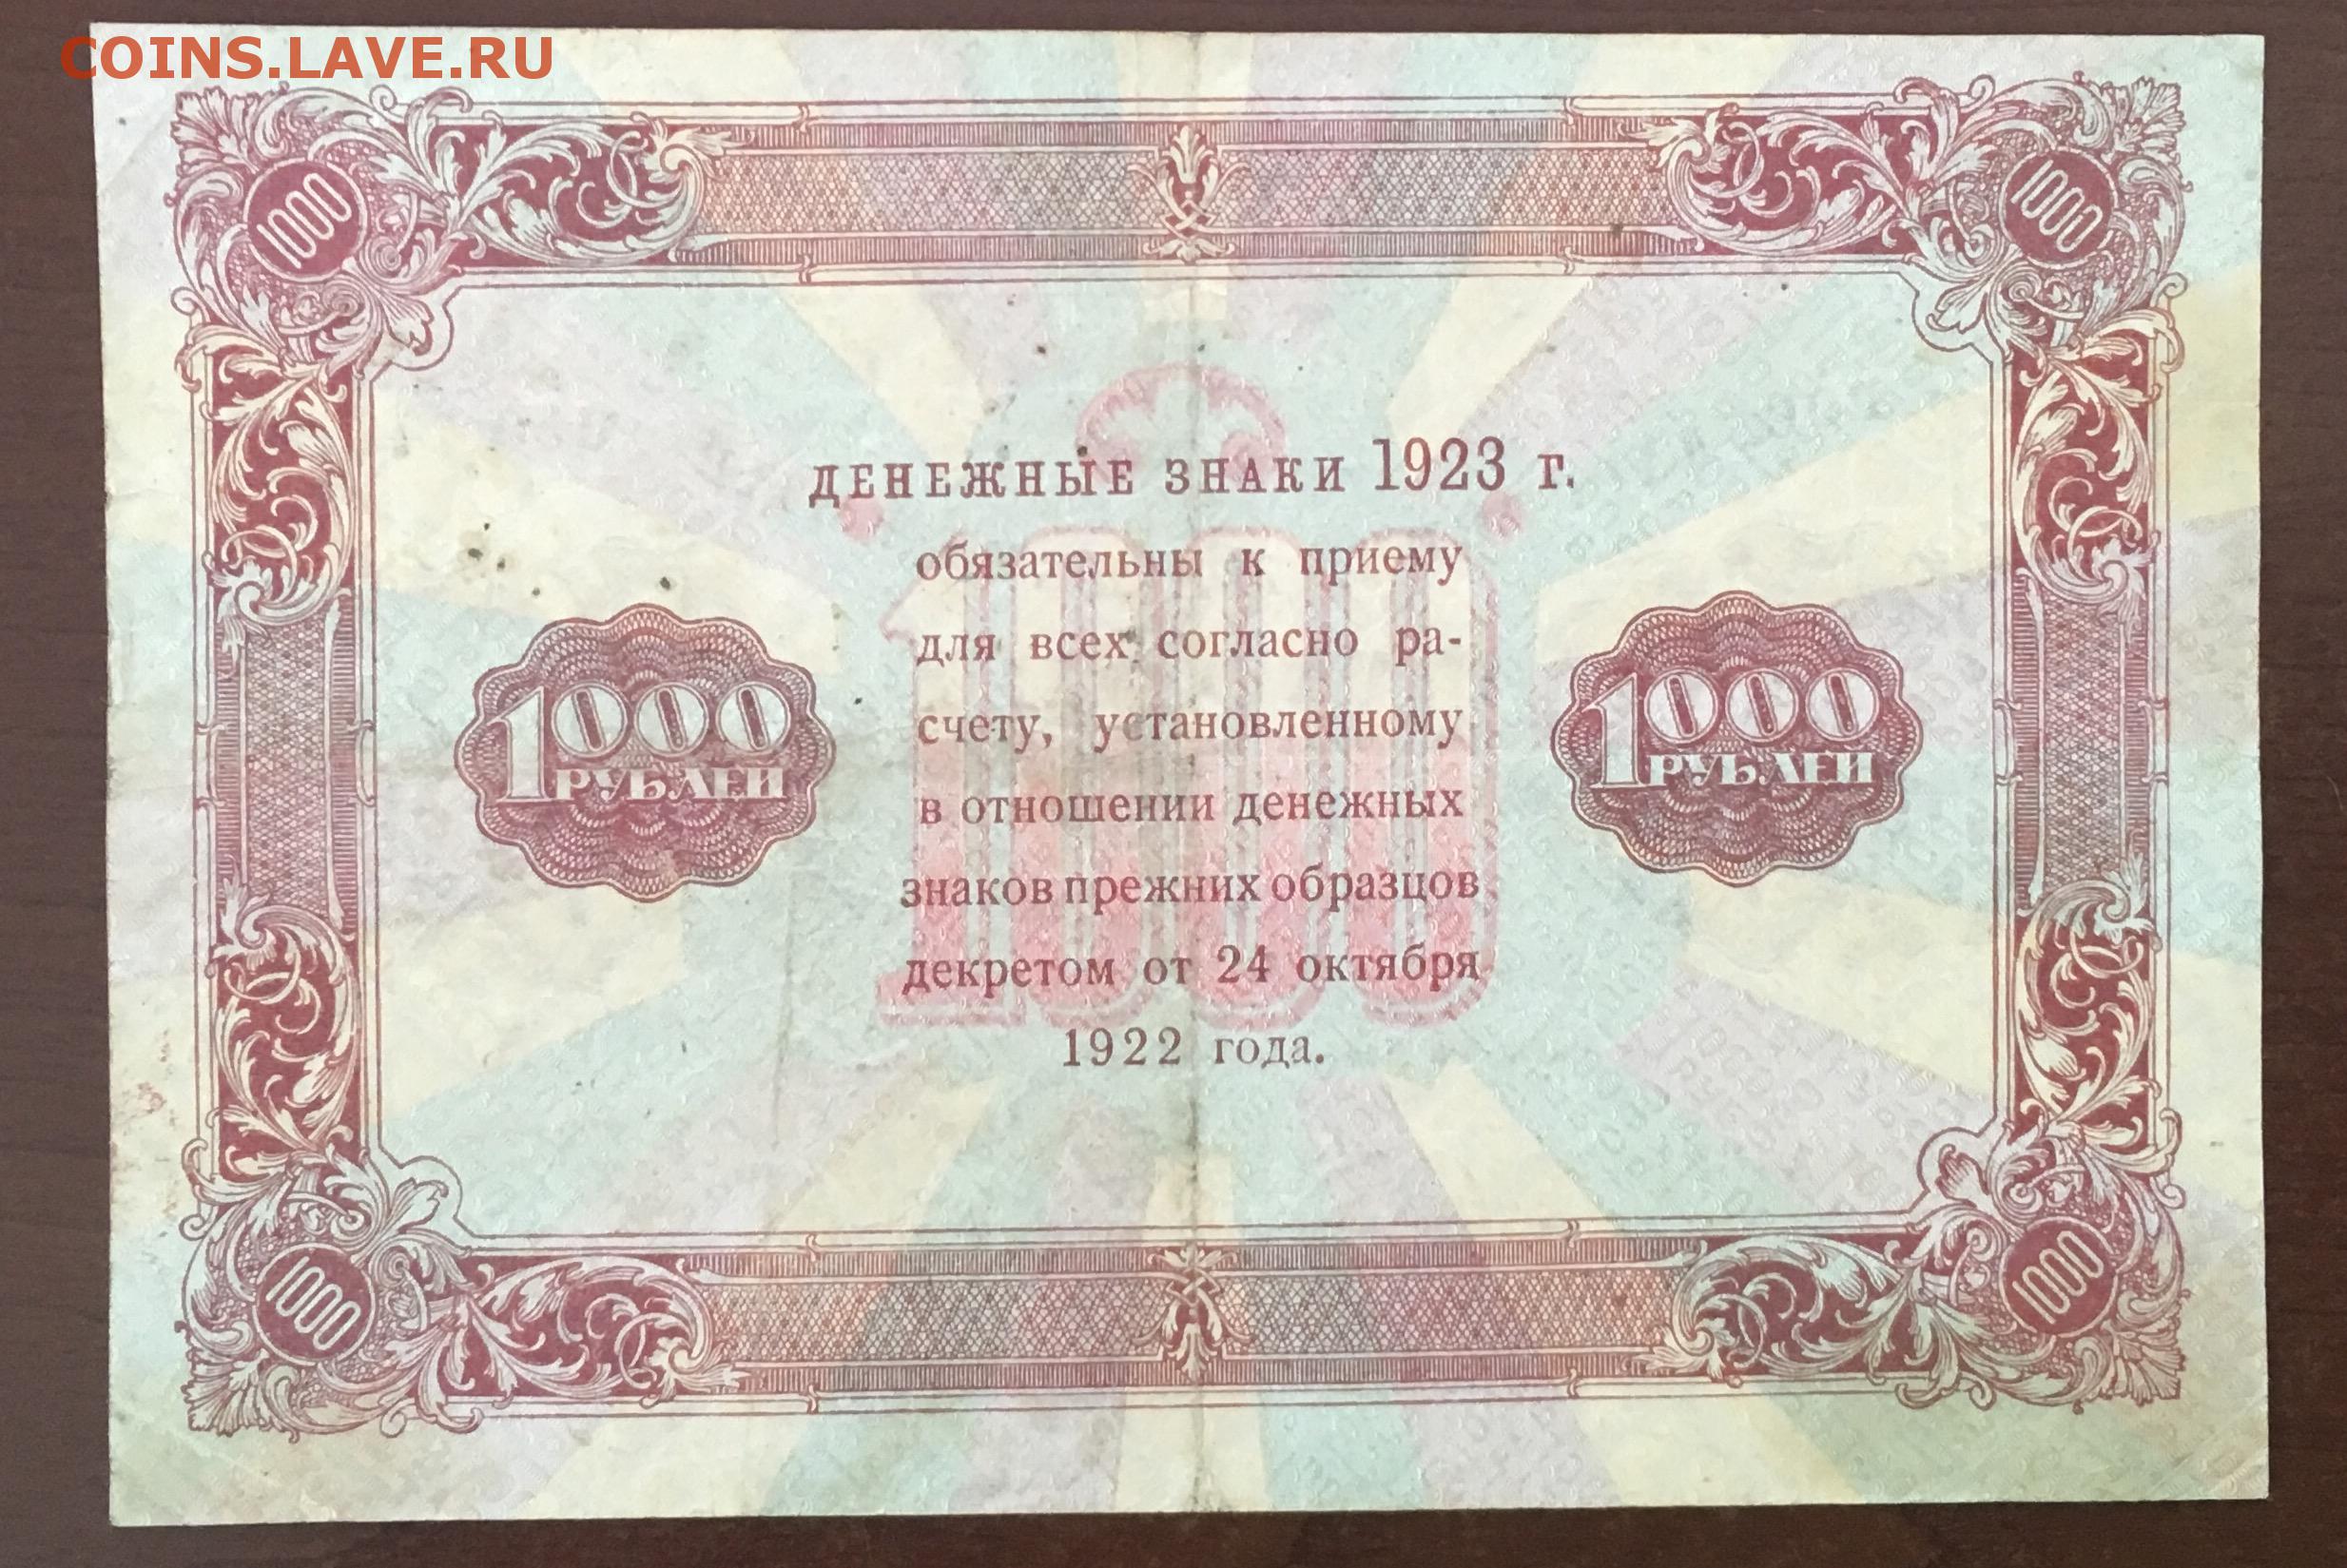 COINS.LAVE.RU
1000
1000
ДЕНЕЖНЫЕ ЗНАКИ 1923 г.
обязательны к приему
для всех согласно ра-
счету, установленному
в отношении денежных
знаков прежних образцов
декретом от 24 октября
1922 года.
1000
РУБЛЕЙ
1000
РУБЛЕЙ
1000
1000